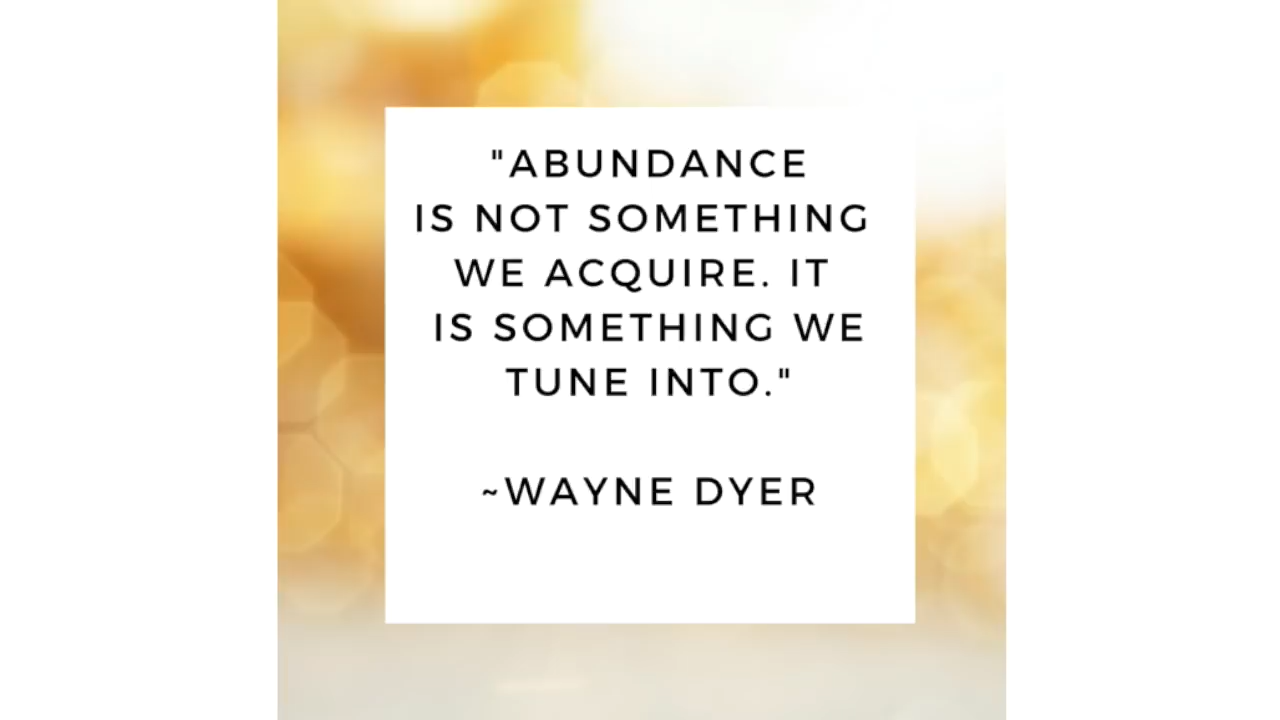 "ABUNDANCE
IS NOT SOMETHING
WE ACQUIRE. IT
IS SOMETHING WE
TUNE INTO."
~WAYNE DYER